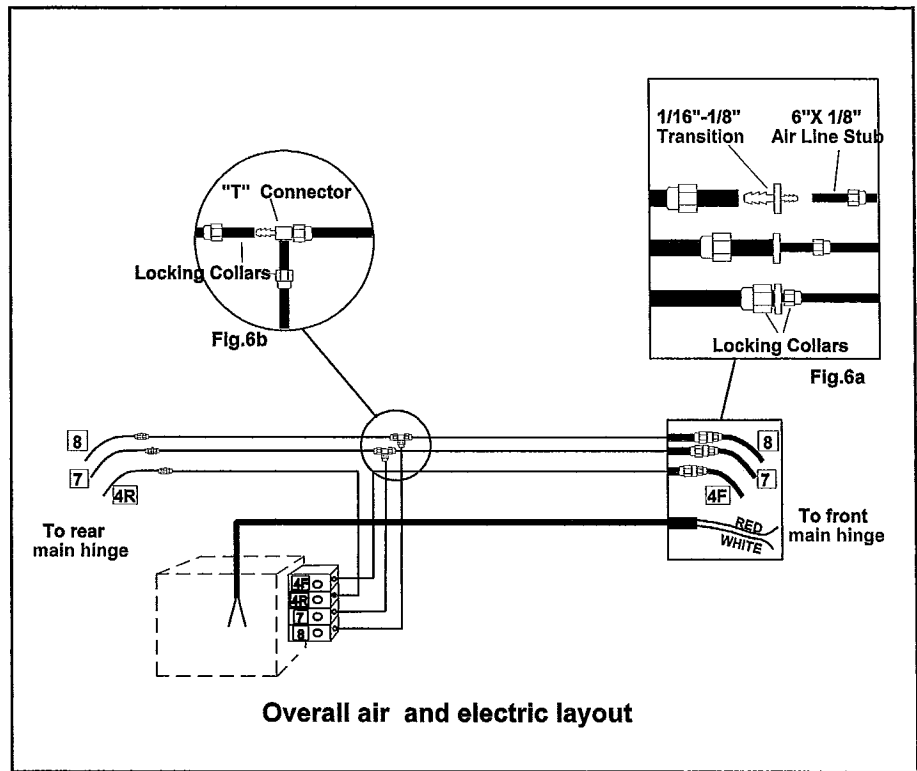 1/16"-1/8"
Transition
6"X 1/8"
Air Line Stub
"T" Connector
Locking Collars
Fig.6b
Locking Collars
Fig.6a
8
7
4R
To rear
main hinge
8
7
4F
RED
WHITE
To front
main hinge
4F
4R
7
8
Overall air and electric layout